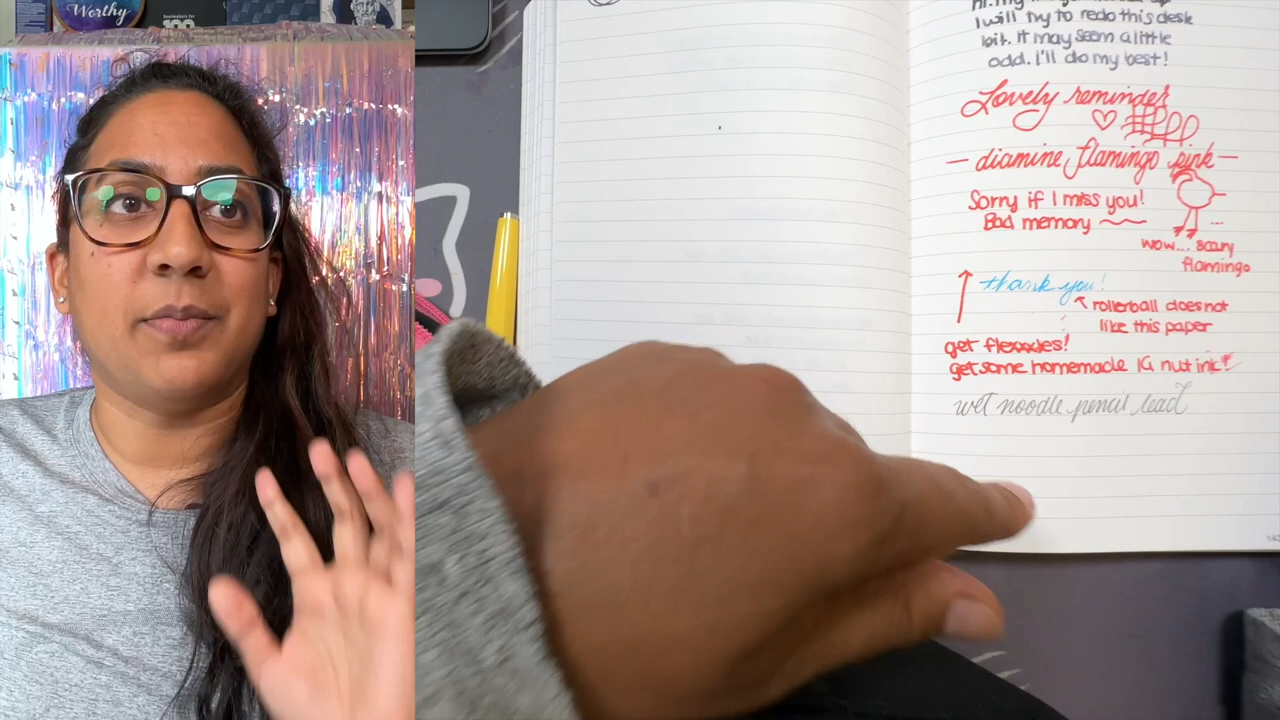 Worthy
100
I will try to redo this desk
bit. It may seem a little
odd. I'll do my best!
Lovely reminder
— diamine flamingo pink —
Sorry if I miss you!
Bad memory
...
wow... scary
flamingo
thank you!
rollerball does not
like this paper
get flexxxies!
get some homemade IG nut ink!
wet noodle pencil lead